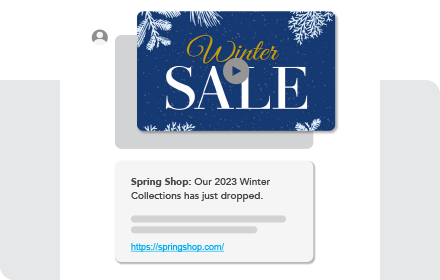 Winter
SALE
Spring Shop: Our 2023 Winter
Collections has just dropped.
https://springshop.com/